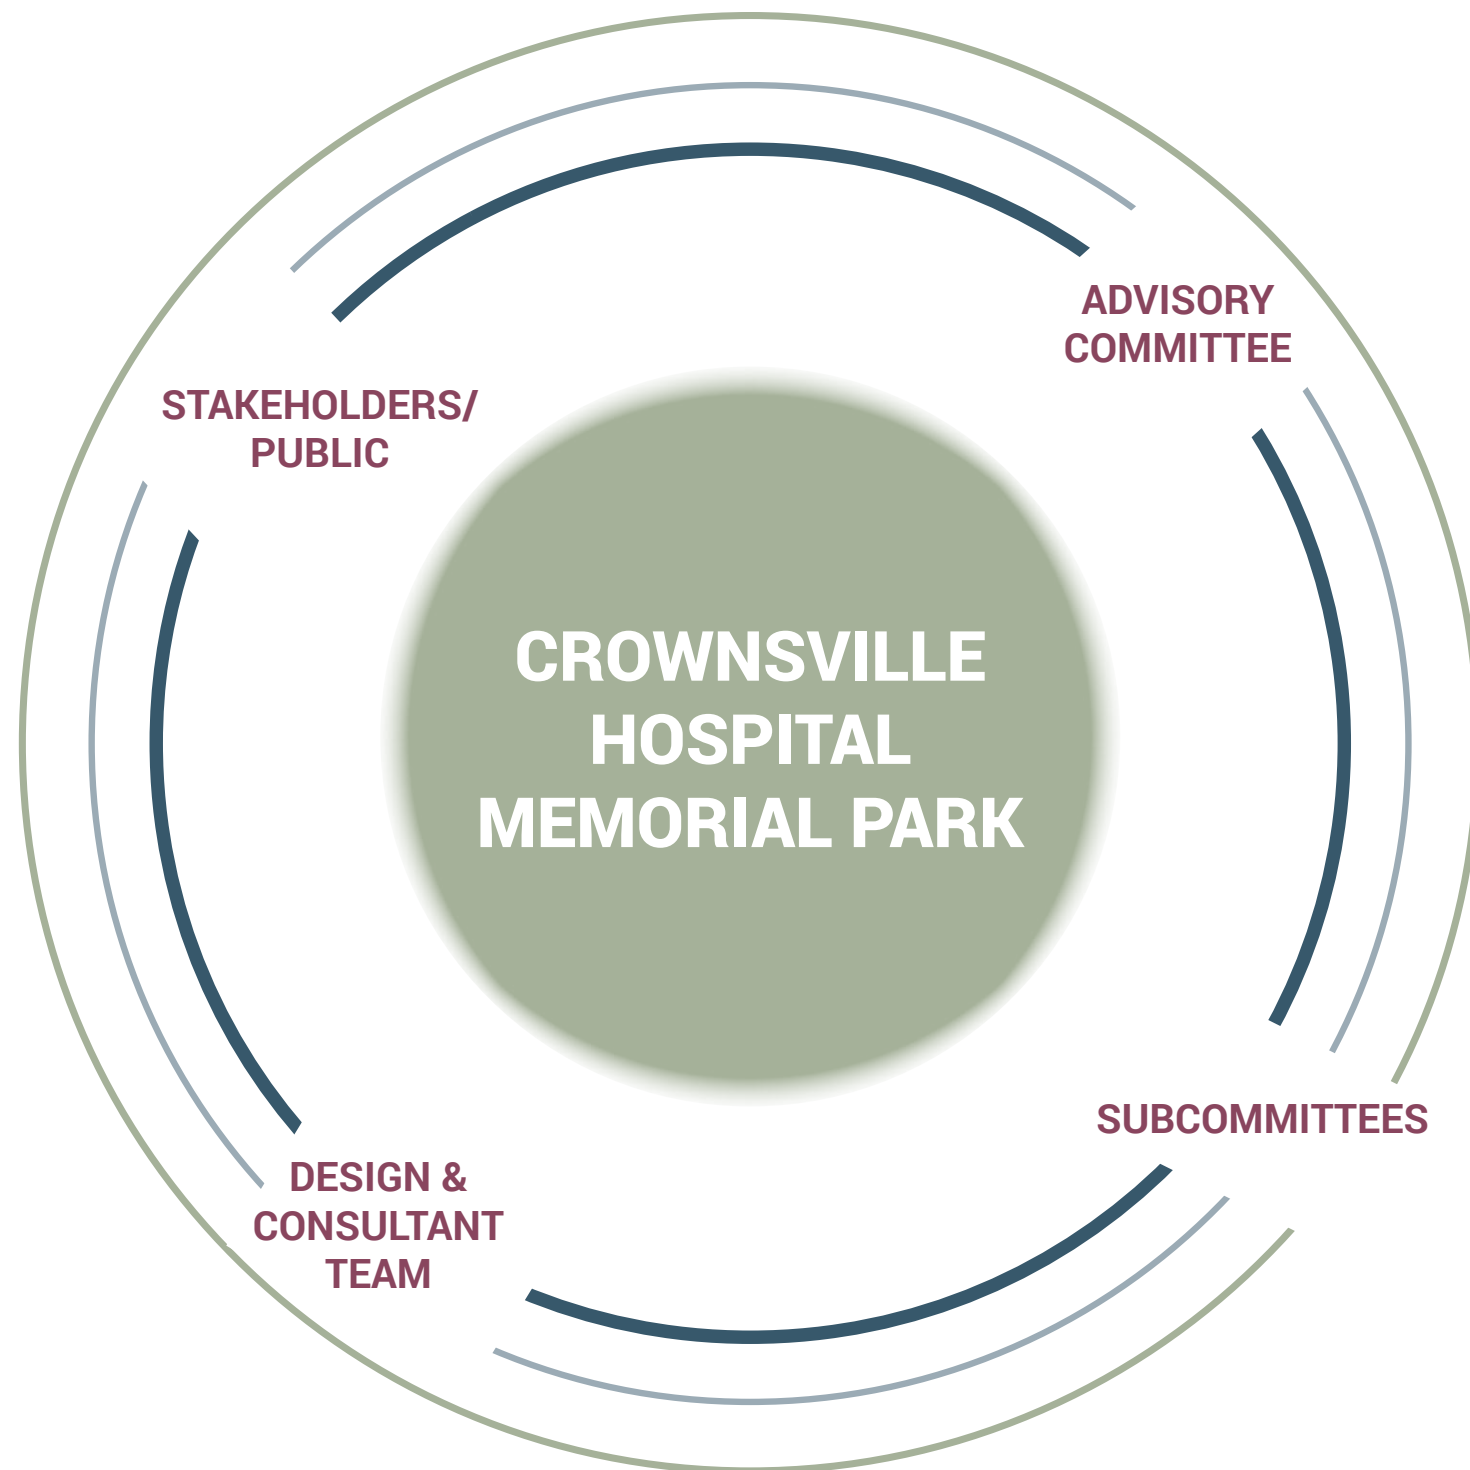 ADVISORY
COMMITTEE
STAKEHOLDERS/
PUBLIC
CROWNSVILLE
HOSPITAL
MEMORIAL PARK
SUBCOMMITTEES
DESIGN &
CONSULTANT
TEAM